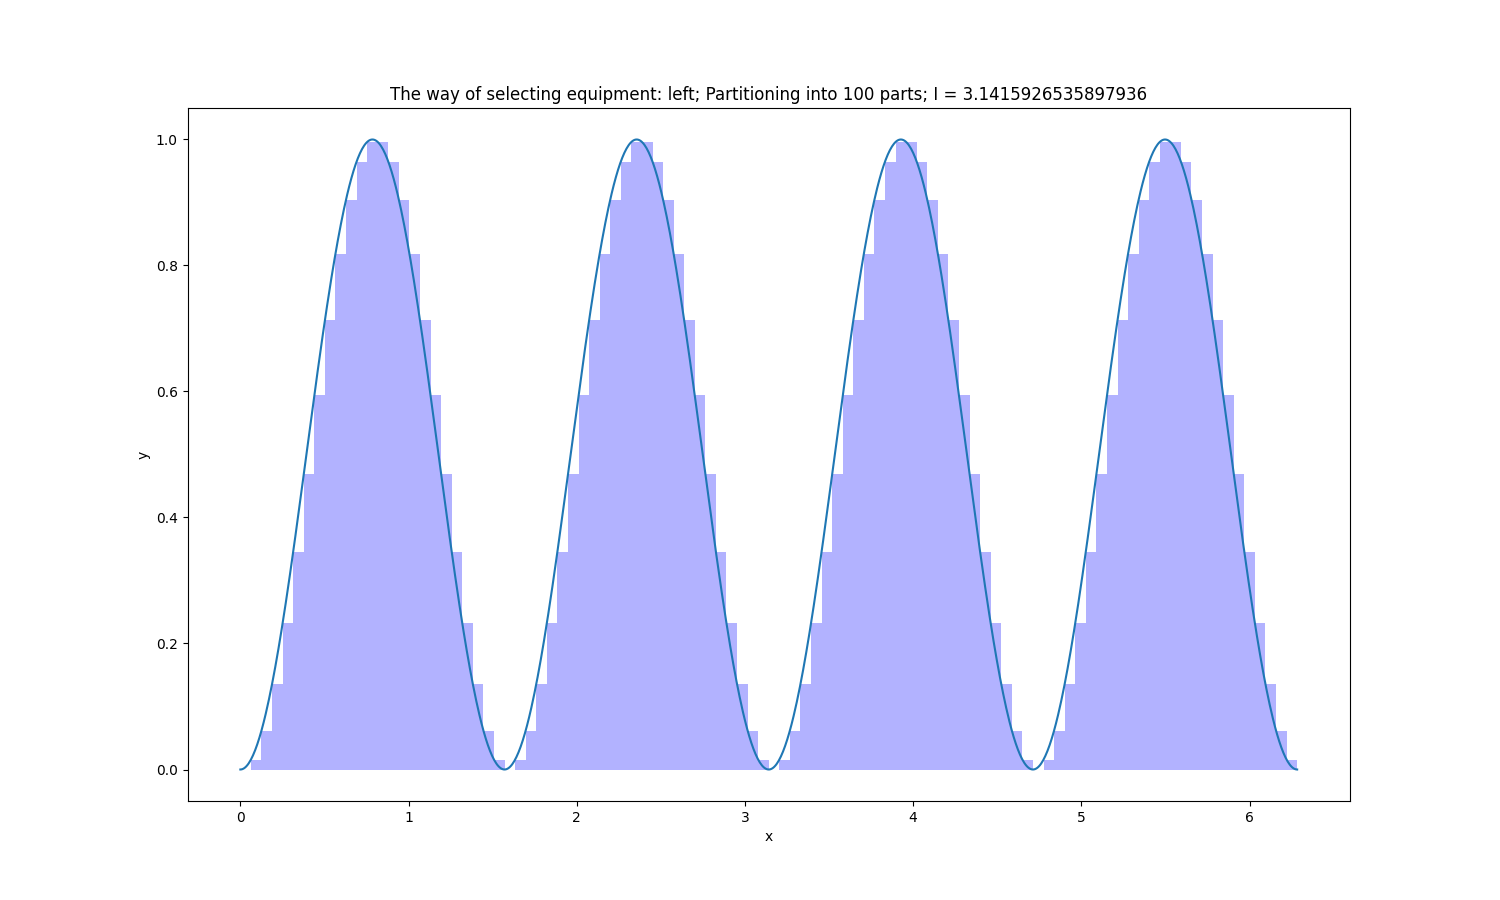 The way of selecting equipment: left; Partitioning into 100 parts; I = 3.1415926535897936
1.0
0.8
0.6
y
0.4
0.2
0.0
0 1 2 3 4 5 6
x